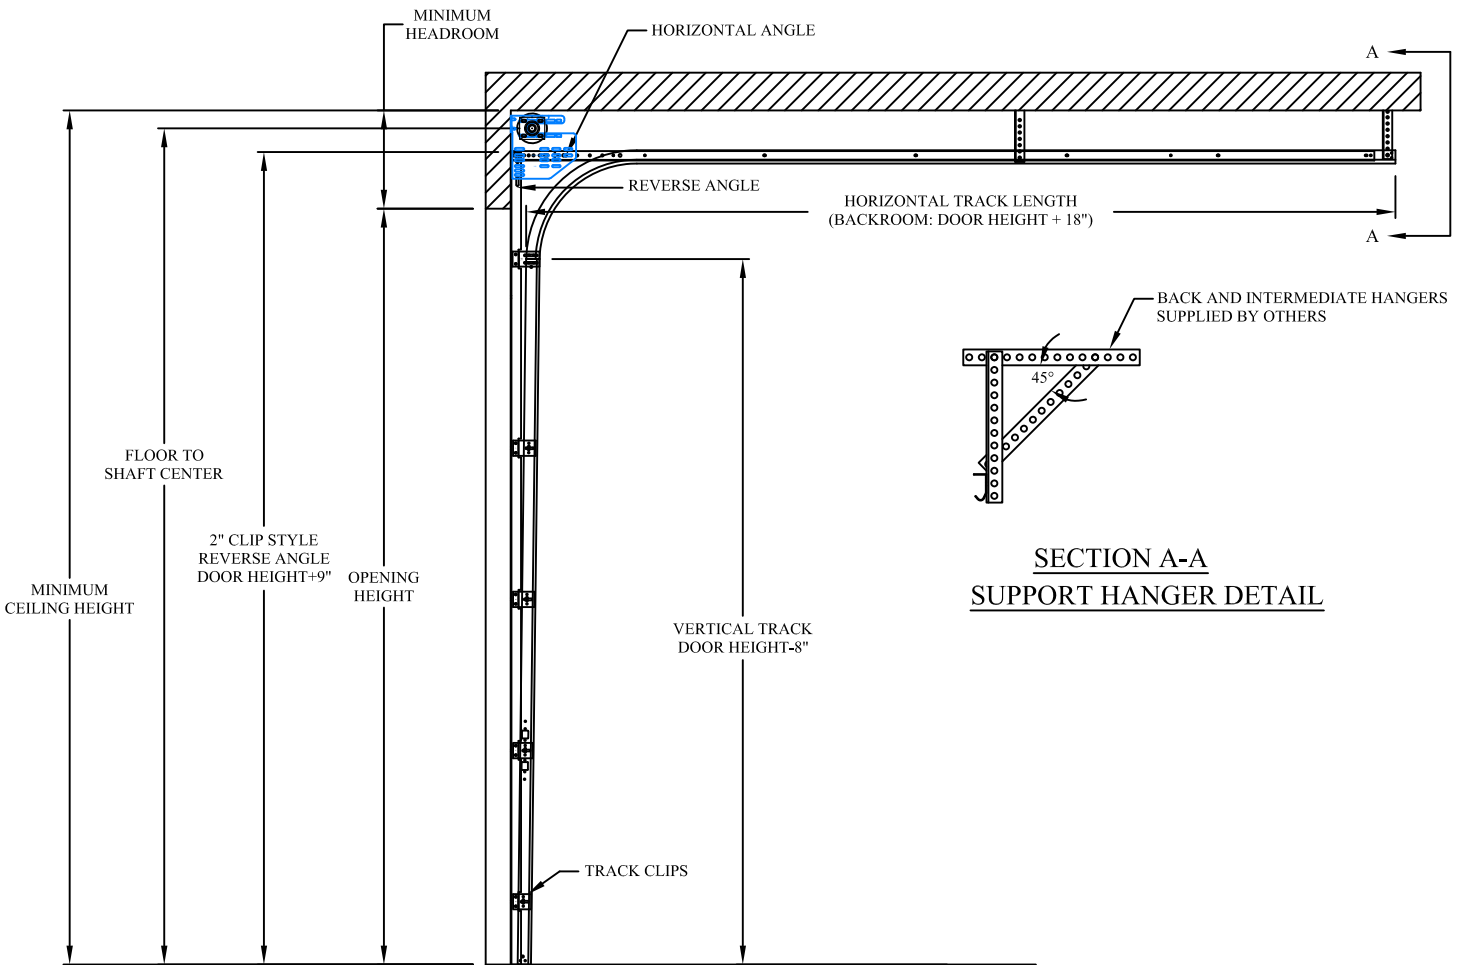 MINIMUM
HEADROOM
HORIZONTAL ANGLE
A
REVERSE ANGLE
HORIZONTAL TRACK LENGTH
(BACKROOM: DOOR HEIGHT + 18")
A
BACK AND INTERMEDIATE HANGERS
SUPPLIED BY OTHERS
45°
FLOOR TO
SHAFT CENTER
2" CLIP STYLE
REVERSE ANGLE
DOOR HEIGHT+9"
OPENING
HEIGHT
MINIMUM
CEILING HEIGHT
SECTION A-A
SUPPORT HANGER DETAIL
VERTICAL TRACK
DOOR HEIGHT-8"
TRACK CLIPS